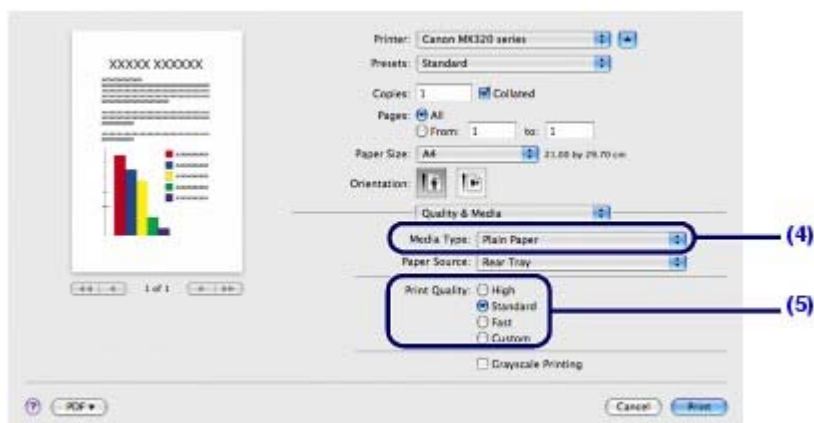 XXXXX XXXXXX
1 of 1
Printer: Canon MX320 series
Presets: Standard
Copies: 1 Collated
Pages: All
From: 1 to: 1
Paper Size: A4 21.00 by 29.70 cm
Orientation:
Quality & Media
Media Type: Plain Paper
(4)
Paper Source: Rear Tray
Print Quality: High
Standard
(5)
Fast
Custom
Grayscale Printing
? PDF Cancel Print